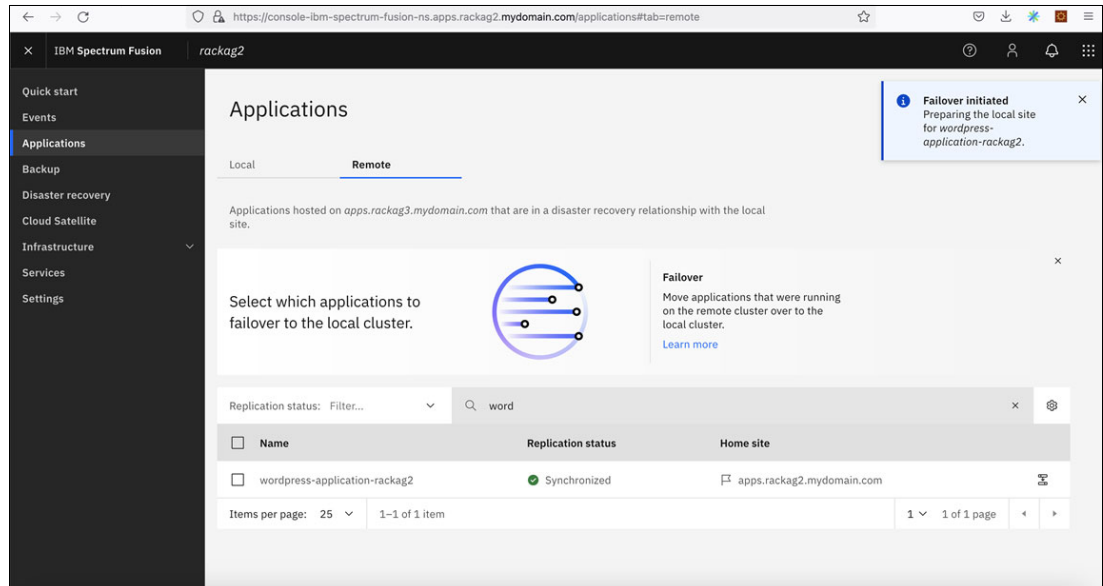 https://console-ibm-spectrum-fusion-ns.apps.rackag2.mydomain.com/applications#tab=remote
IBM Spectrum Fusion
rackag2
Quick start
Events
Applications
Backup
Disaster recovery
Cloud Satellite
Infrastructure
Services
Settings
Applications
Failover initiated
Preparing the local site
for wordpress-
application-rackag2.
Local
Remote
Applications hosted on apps.rackag3.mydomain.com that are in a disaster recovery relationship with the local
site.
Select which applications to
failover to the local cluster.
Failover
Move applications that were running
on the remote cluster over to the
local cluster.
Learn more
Replication status: Filter...
word
Name Replication status Home site
wordpress-application-rackag2 Synchronized apps.rackag2.mydomain.com
Items per page: 25 1–1 of 1 item 1 1 of 1 page